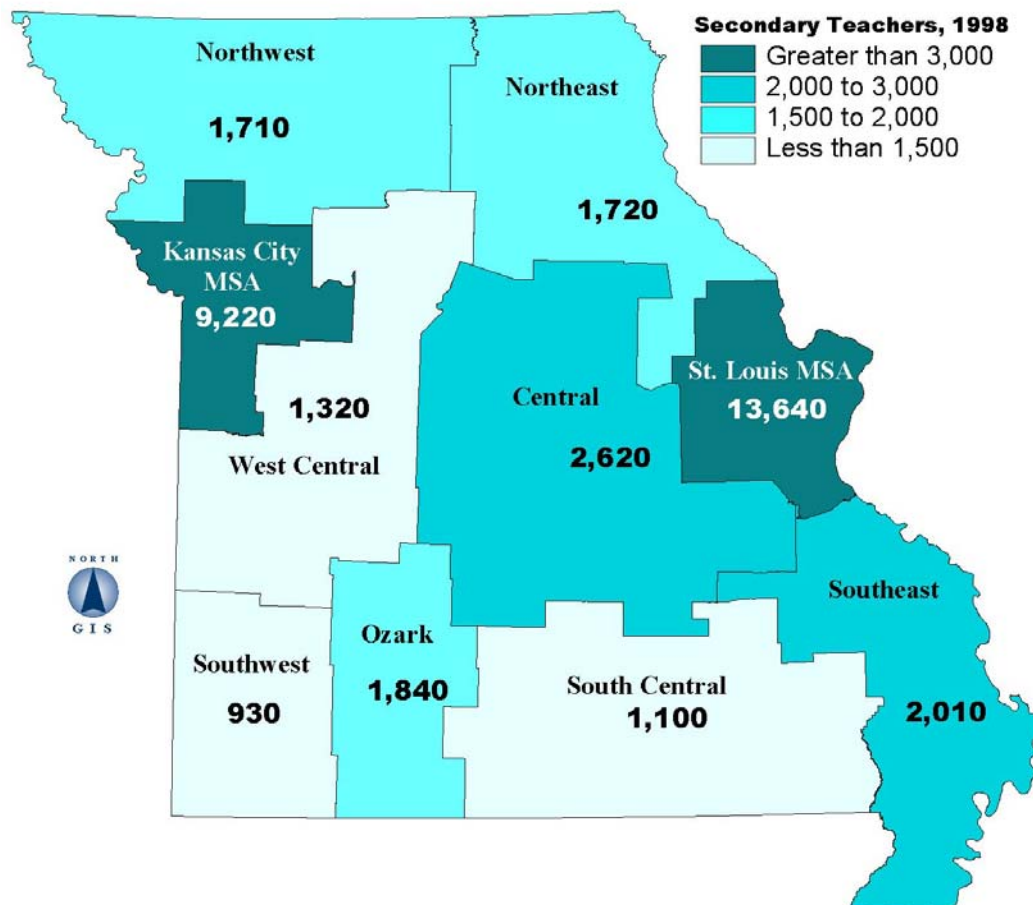 Secondary Teachers, 1998
Greater than 3,000
2,000 to 3,000
1,500 to 2,000
Less than 1,500
Northwest
1,710
Northeast
1,720
Kansas City
MSA
9,220
St. Louis MSA
13,640
1,320
West Central
Central
2,620
NORTH
GIS
Southwest
930
Ozark
1,840
South Central
1,100
Southeast
2,010